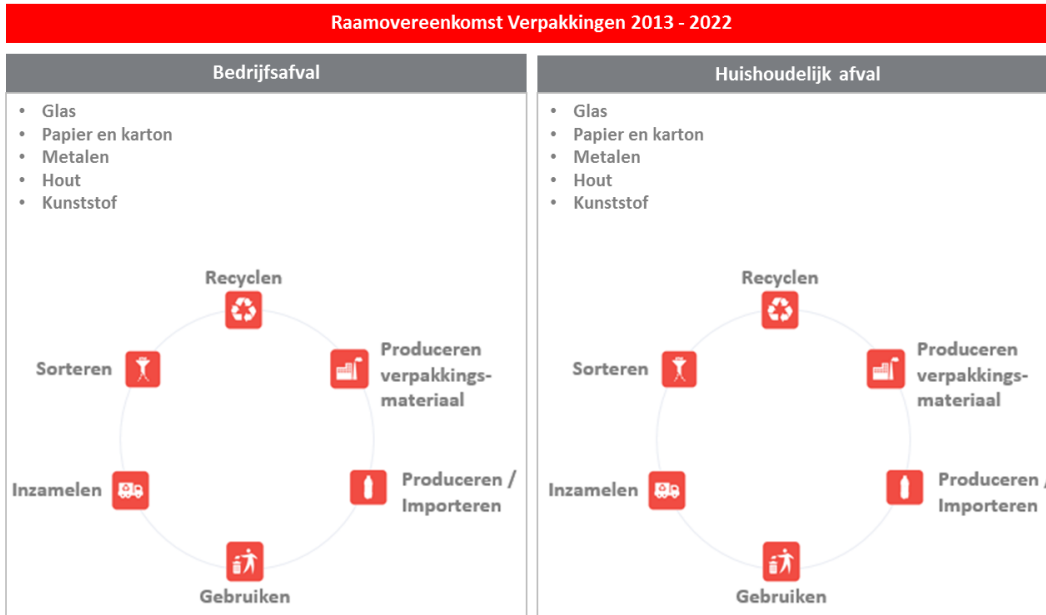 Raamovereenkomst Verpakkingen 2013 - 2022
Bedrijfsafval
• Glas
• Papier en karton
• Metalen
• Hout
• Kunststof
Recyclen
Produceren
verpakkings-
materiaal
Produceren /
Importeren
Gebruiken
Inzamelen
Sorteren
Huishoudelijk afval
• Glas
• Papier en karton
• Metalen
• Hout
• Kunststof
Recyclen
Produceren
verpakkings-
materiaal
Produceren /
Importeren
Gebruiken
Inzamelen
Sorteren